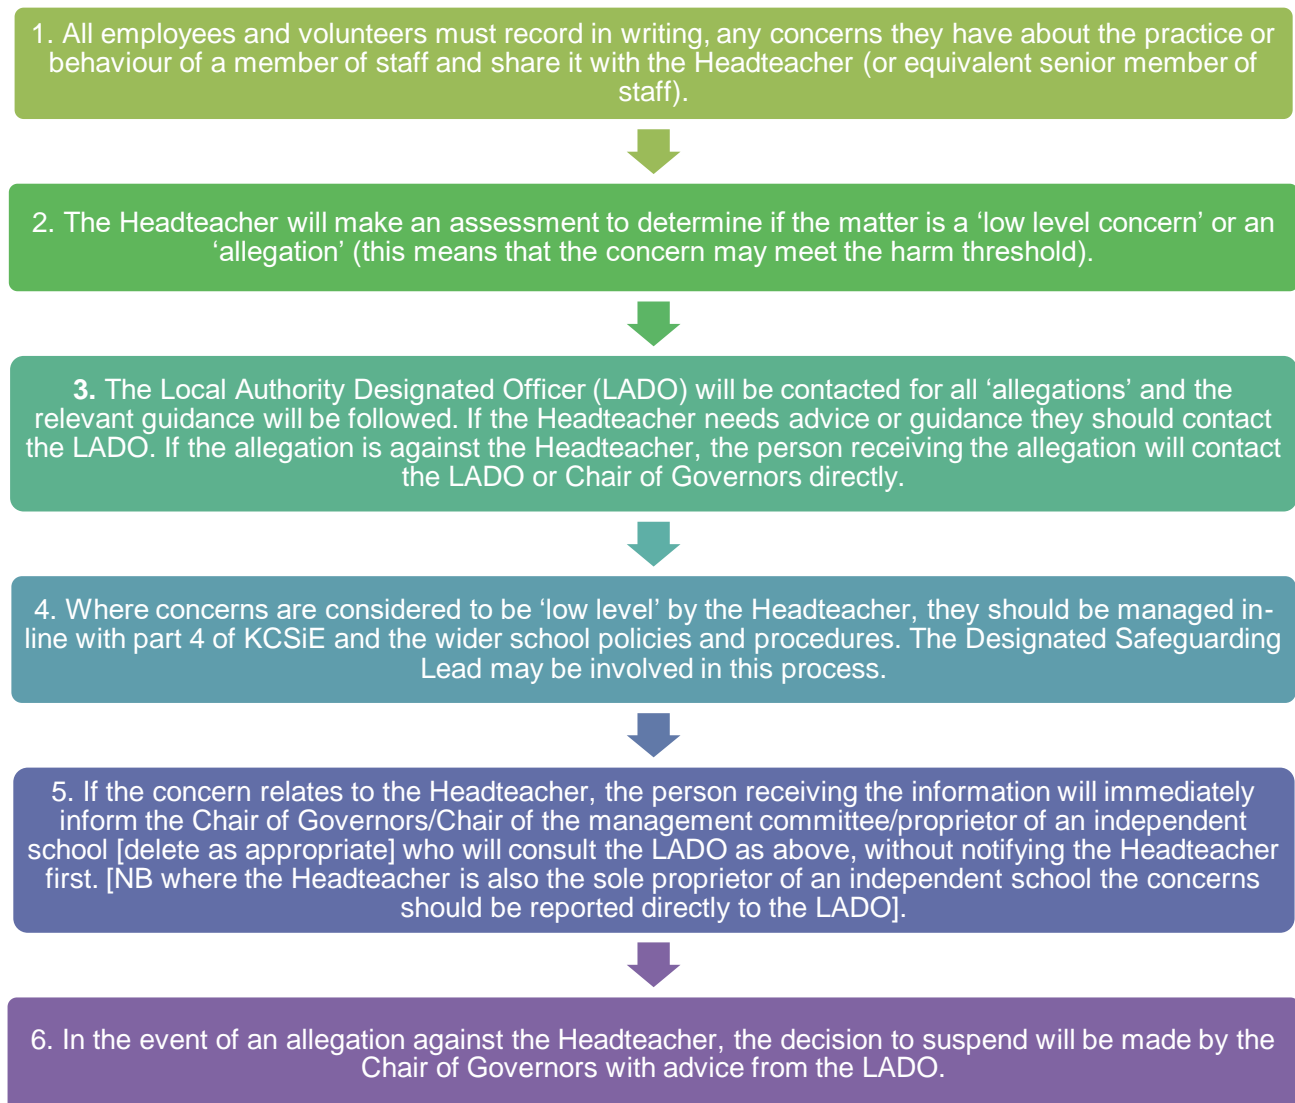 1. All employees and volunteers must record in writing, any concerns they have about the practice or
behaviour of a member of staff and share it with the Headteacher (or equivalent senior member of
staff).
2. The Headteacher will make an assessment to determine if the matter is a ‘low level concern’ or an
‘allegation’ (this means that the concern may meet the harm threshold).
3. The Local Authority Designated Officer (LADO) will be contacted for all ‘allegations’ and the
relevant guidance will be followed. If the Headteacher needs advice or guidance they should contact
the LADO. If the allegation is against the Headteacher, the person receiving the allegation will contact
the LADO or Chair of Governors directly.
4. Where concerns are considered to be ‘low level’ by the Headteacher, they should be managed in-
line with part 4 of KCSiE and the wider school policies and procedures. The Designated Safeguarding
Lead may be involved in this process.
5. If the concern relates to the Headteacher, the person receiving the information will immediately
inform the Chair of Governors/Chair of the management committee/proprietor of an independent
school [delete as appropriate] who will consult the LADO as above, without notifying the Headteacher
first. [NB where the Headteacher is also the sole proprietor of an independent school the concerns
should be reported directly to the LADO].
6. In the event of an allegation against the Headteacher, the decision to suspend will be made by the
Chair of Governors with advice from the LADO.